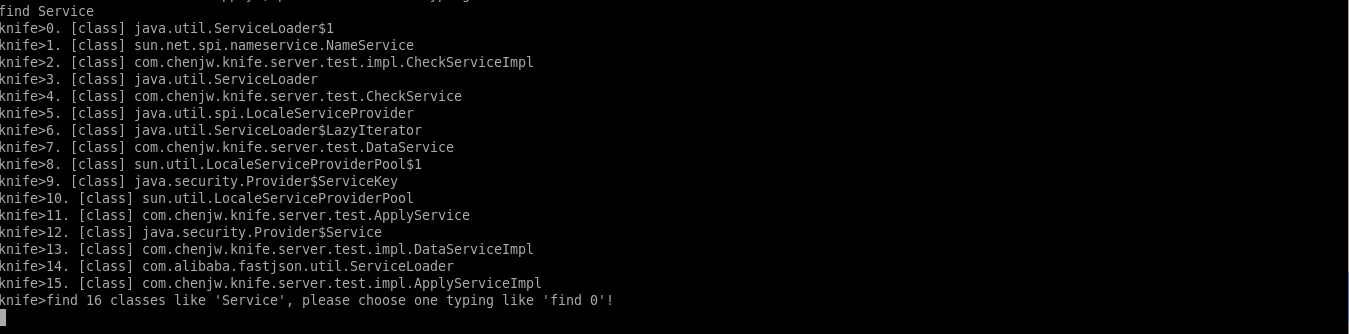 find Service
knife>0. [class] java.util.ServiceLoader$1
knife>1. [class] sun.net.spi.nameservice.NameService
knife>2. [class] com.chenjw.knife.server.test.impl.CheckServiceImpl
knife>3. [class] java.util.ServiceLoader
knife>4. [class] com.chenjw.knife.server.test.CheckService
knife>5. [class] java.util.spi.LocaleServiceProvider
knife>6. [class] java.util.ServiceLoader$LazyIterator
knife>7. [class] com.chenjw.knife.server.test.DataService
knife>8. [class] sun.util.LocaleServiceProviderPool$1
knife>9. [class] java.security.Provider$ServiceKey
knife>10. [class] sun.util.LocaleServiceProviderPool
knife>11. [class] com.chenjw.knife.server.test.ApplyService
knife>12. [class] java.security.Provider$Service
knife>13. [class] com.chenjw.knife.server.test.impl.DataServiceImpl
knife>14. [class] com.alibaba.fastjson.util.ServiceLoader
knife>15. [class] com.chenjw.knife.server.test.impl.ApplyServiceImpl
knife>find 16 classes like 'Service', please choose one typing like 'find 0'!